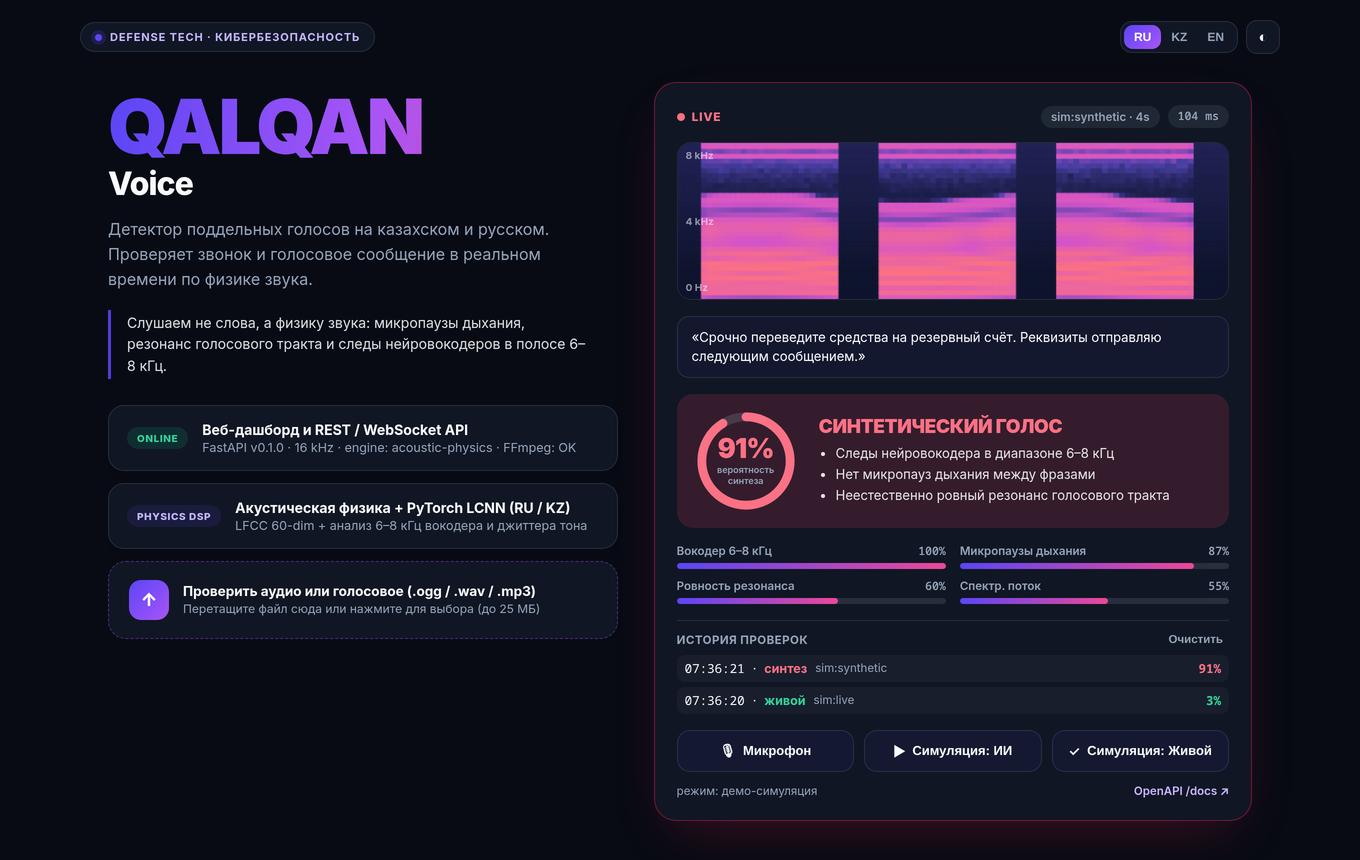 DEFENSE TECH · КИБЕРБЕЗОПАСНОСТЬ
RU KZ EN
QALQAN
Voice
Детектор поддельных голосов на казахском и русском.
Проверяет звонок и голосовое сообщение в реальном
времени по физике звука.
Слушаем не слова, а физику звука: микропаузы дыхания,
резонанс голосового тракта и следы нейровокодеров в полосе 6–
8 кГц.
ONLINE
Веб-дашборд и REST / WebSocket API
FastAPI v0.1.0 · 16 kHz · engine: acoustic-physics · FFmpeg: OK
PHYSICS DSP
Акустическая физика + PyTorch LCNN (RU / KZ)
LFCC 60-dim + анализ 6–8 кГц вокодера и джиттера тона
Проверить аудио или голосовое (.ogg / .wav / .mp3)
Перетащите файл сюда или нажмите для выбора (до 25 МБ)
LIVE
sim:synthetic · 4s
104 ms
8 kHz
4 kHz
0 Hz
«Срочно переведите средства на резервный счёт. Реквизиты отправляю
следующим сообщением.»
91%
вероятность
синтеза
СИНТЕТИЧЕСКИЙ ГОЛОС
• Следы нейровокодера в диапазоне 6–8 кГц
• Нет микропауз дыхания между фразами
• Неестественно ровный резонанс голосового тракта
Вокодер 6–8 кГц 100%
Микропаузы дыхания 87%
Ровность резонанса 60%
Спектр. поток 55%
ИСТОРИЯ ПРОВЕРОК
Очистить
07:36:21 · синтез sim:synthetic 91%
07:36:20 · живой sim:live 3%
Микрофон
Симуляция: ИИ
Симуляция: Живой
режим: демо-симуляция
OpenAPI /docs ↗